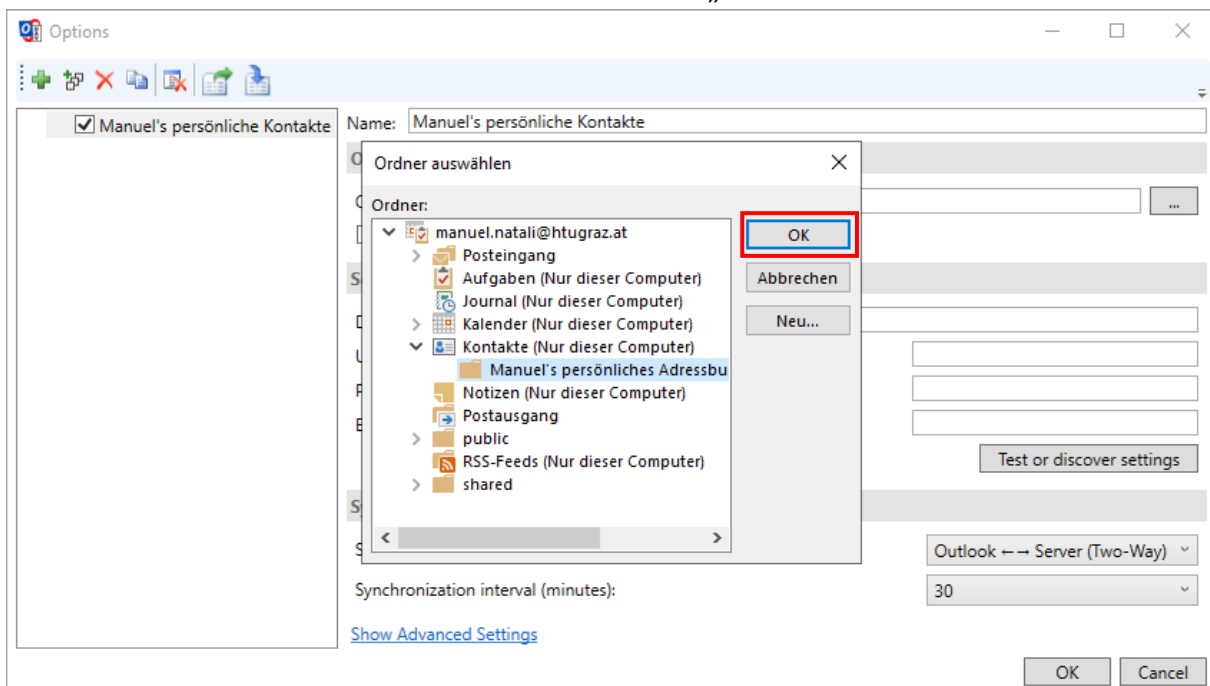 „
Options
Manuel's persönliche Kontakte
Name: Manuel's persönliche Kontakte
...
Ordner auswählen
Ordner:
manuel.natali@htugraz.at
Posteingang
Aufgaben (Nur dieser Computer)
Journal (Nur dieser Computer)
Kalender (Nur dieser Computer)
Kontakte (Nur dieser Computer)
Manuel's persönliches Adressbu
Notizen (Nur dieser Computer)
Postausgang
public
RSS-Feeds (Nur dieser Computer)
shared
OK
Abbrechen
Neu...
Test or discover settings
Outlook ←→ Server (Two-Way)
Synchronization interval (minutes): 30
Show Advanced Settings
OK Cancel